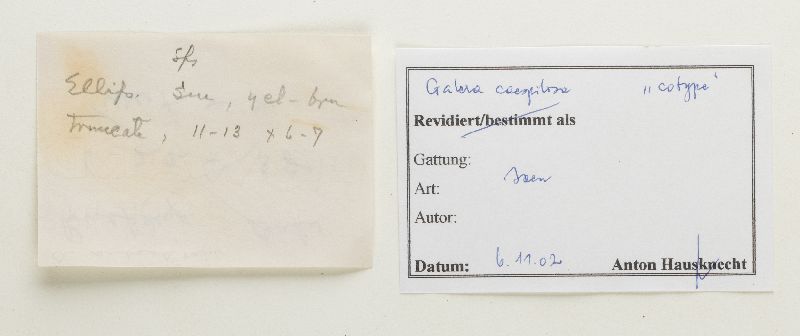 Sps
Ellips. Sm, yel-brn
truncate, 11-13 x 6-7
Galera caespitosa "cotype"
Revidiert/bestimmt als
Gattung:
Art:
Autor:
Datum: 6.11.02 Anton Hausknecht